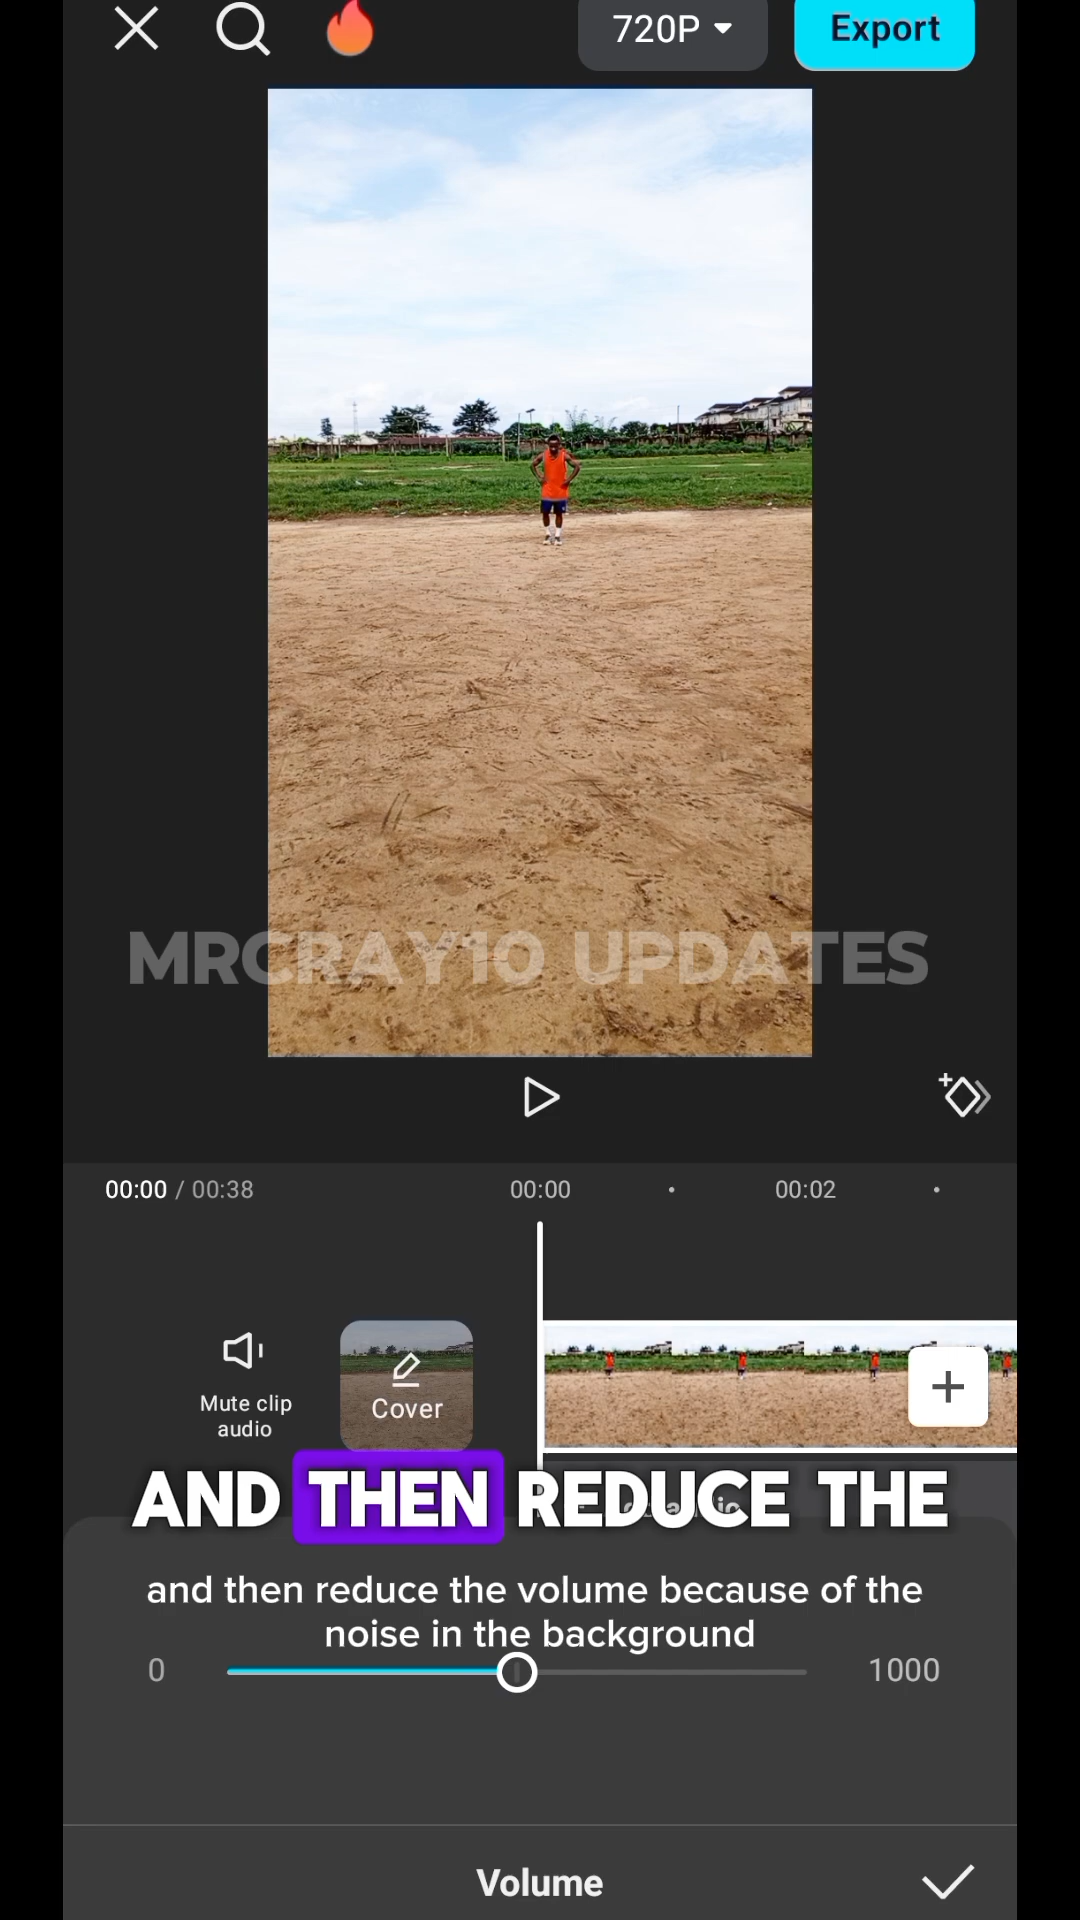 720P
Export
MRCRAY10 UPDATES
00:00 / 00:38
00:00
00:02
Mute clip
audio
Cover
AND THEN REDUCE THE
and then reduce the volume because of the
noise in the background
0
1000
Volume